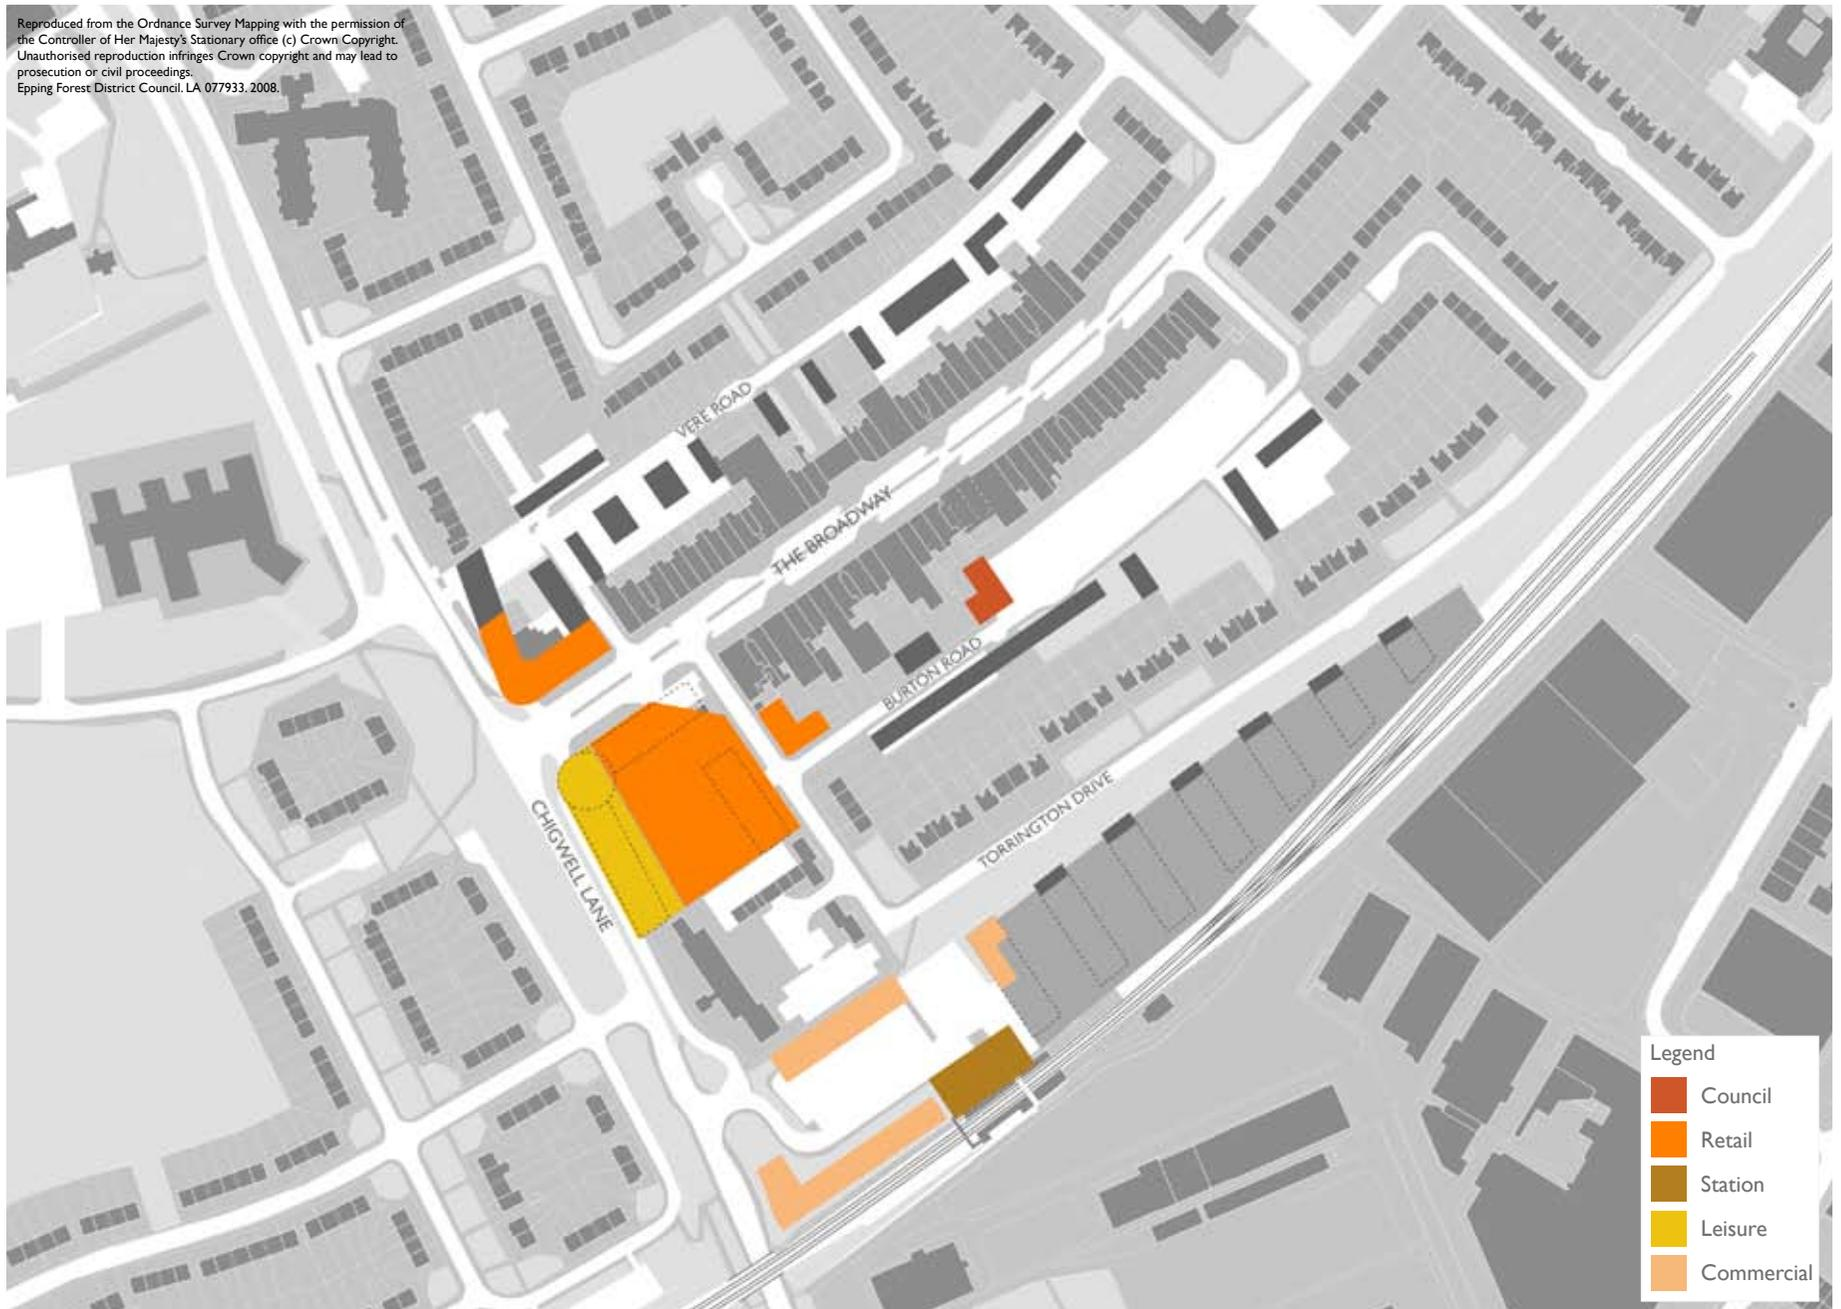 Reproduced from the Ordnance Survey Mapping with the permission of
the Controller of Her Majesty's Stationary office (c) Crown Copyright.
Unauthorised reproduction infringes Crown copyright and may lead to
prosecution or civil proceedings.
Epping Forest District Council. LA 077933. 2008.
VERE ROAD
THE BROADWAY
BURTON ROAD
TORRINGTON DRIVE
CHIGWELL LANE
Legend
Council
Retail
Station
Leisure
Commercial